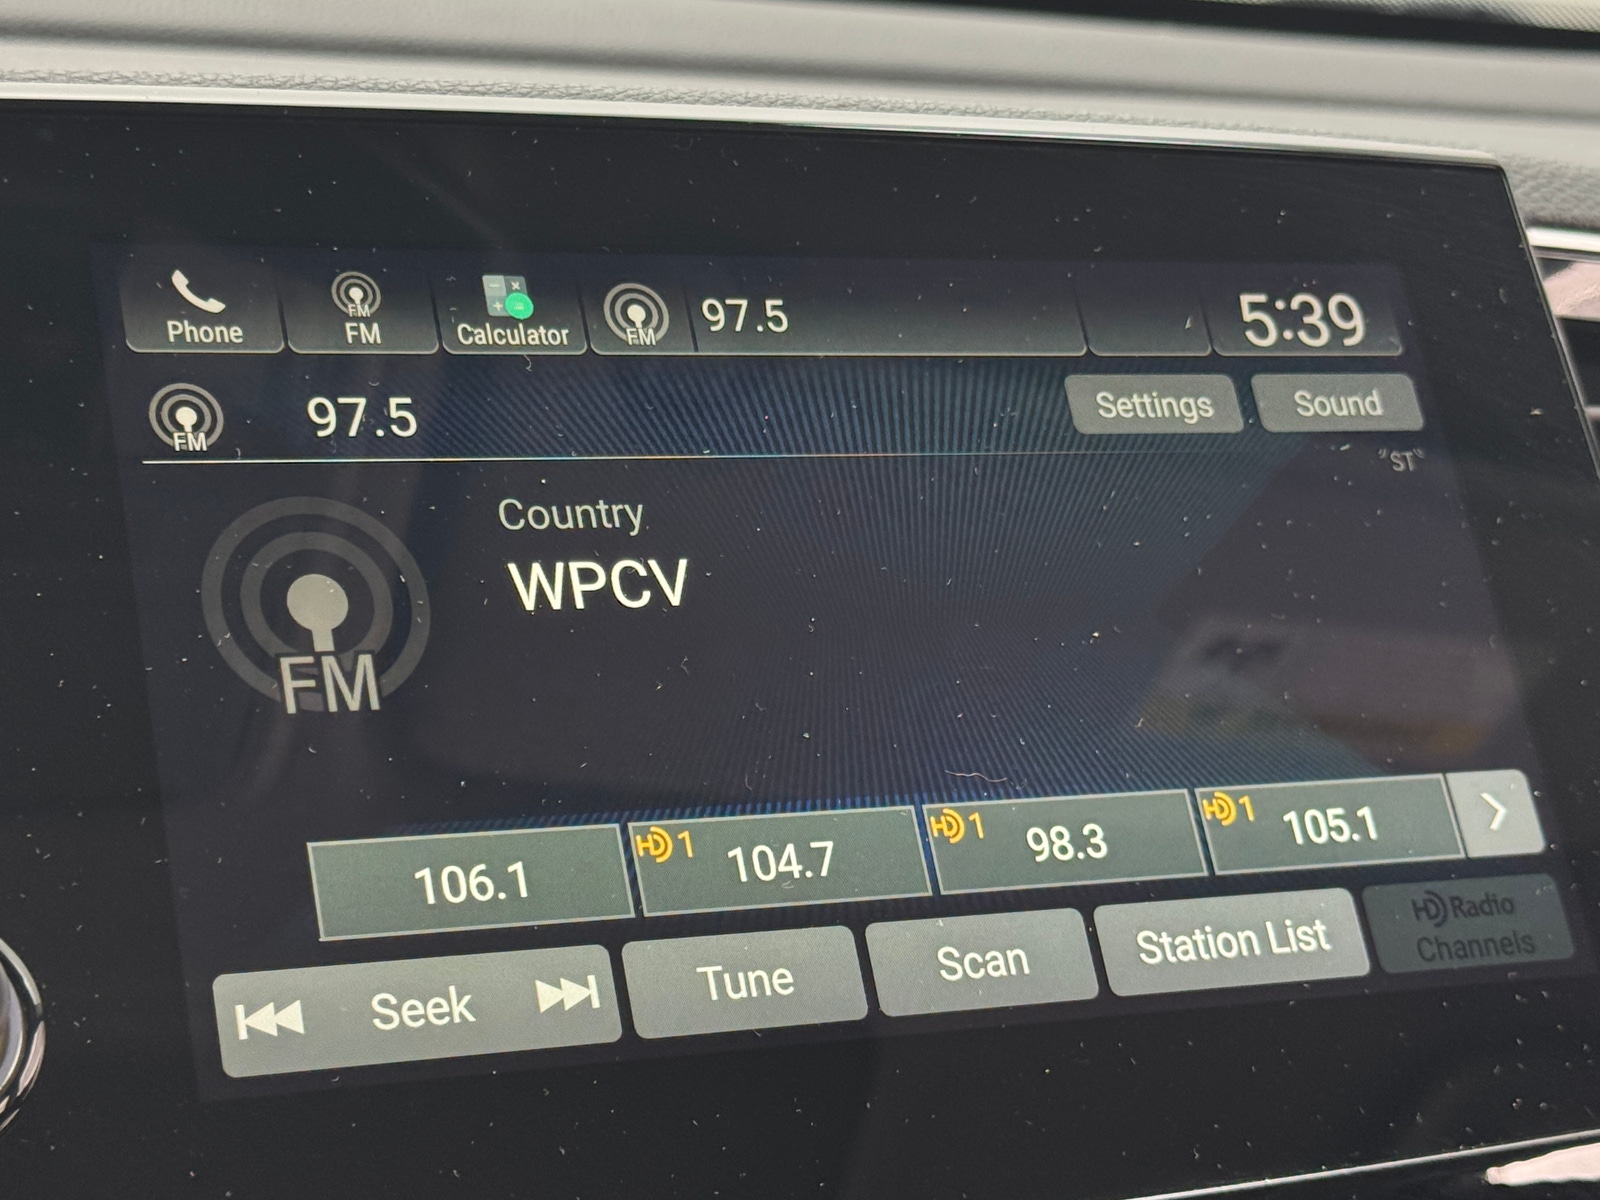 Phone
FM
FM
Calculator
FM
97.5
5:39
FM
97.5
Settings
Sound
"ST"
Country
WPCV
FM
106.1
HD 1 104.7
HD 1 98.3
HD 1 105.1
Seek
Tune
Scan
Station List
HD Radio
Channels